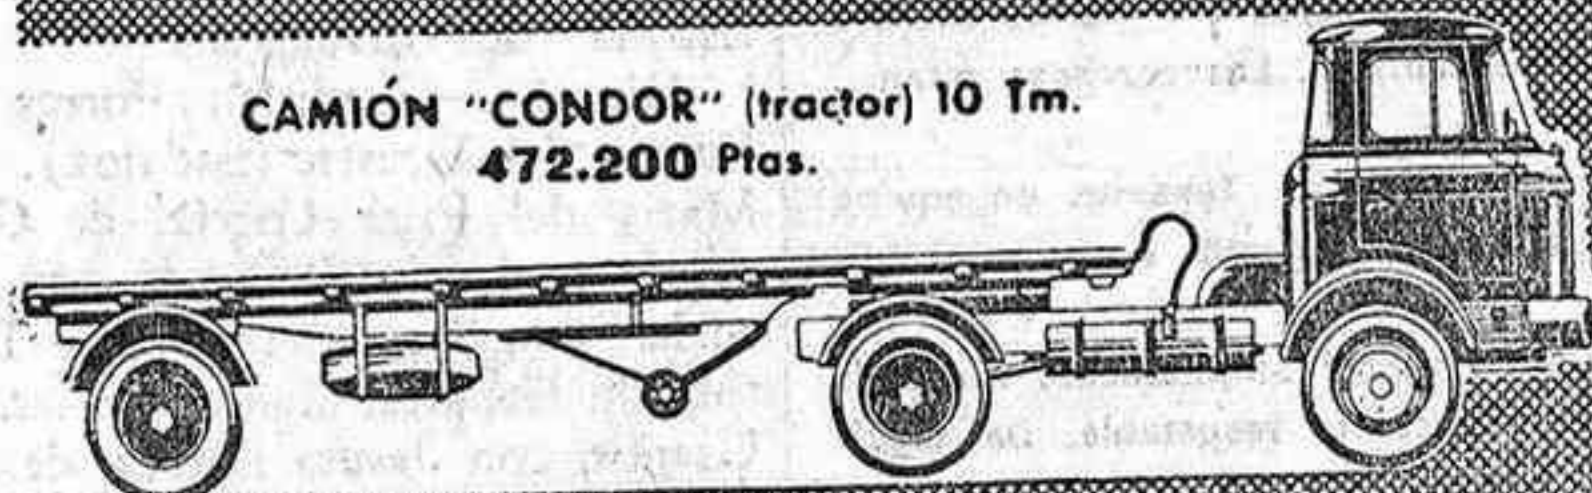 CAMIÓN "CONDOR" (tractor) 10 Tm.
472.200 Ptas.